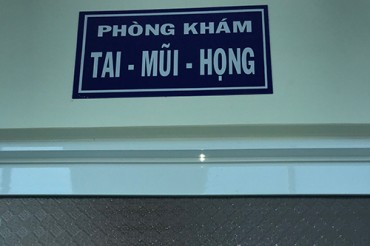 PHÒNG KHÁM
TAI - MŨI - HỌNG